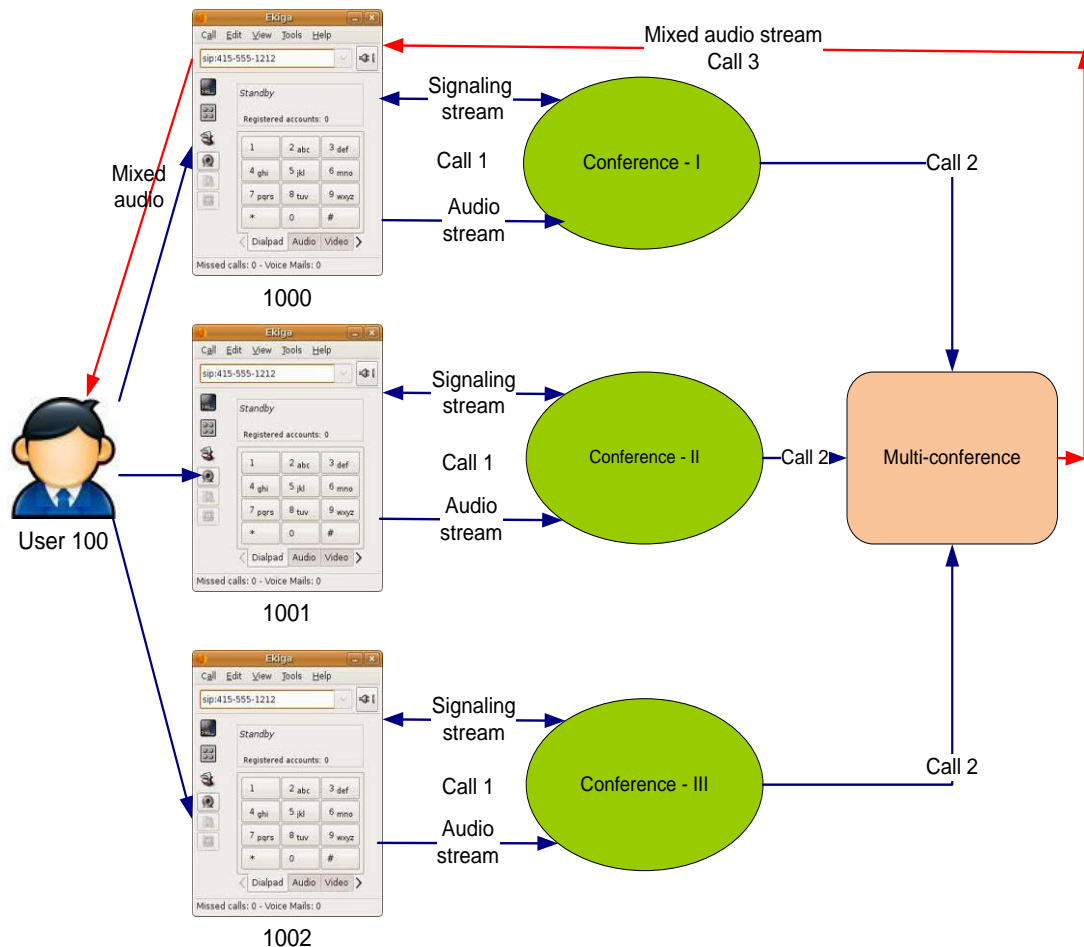 Ekiga
Call Edit View Tools Help
sip:415-555-1212
Standby
Registered accounts: 0
1 2 abc 3 def
4 ghi 5 jkl 6 mno
7 pqrs 8 tuv 9 wxyz
* 0 #
Dialpad Audio Video
Missed calls: 0 - Voice Mails: 0
1000
Mixed audio stream
Call 3
Signaling
stream
Call 1
Audio
stream
Conference - I
Call 2
Mixed
audio
User 100
Ekiga
Call Edit View Tools Help
sip:415-555-1212
Standby
Registered accounts: 0
1 2 abc 3 def
4 ghi 5 jkl 6 mno
7 pqrs 8 tuv 9 wxyz
* 0 #
Dialpad Audio Video
Missed calls: 0 - Voice Mails: 0
1001
Signaling
stream
Call 1
Audio
stream
Conference - II
Call 2
Multi-conference
Ekiga
Call Edit View Tools Help
sip:415-555-1212
Standby
Registered accounts: 0
1 2 abc 3 def
4 ghi 5 jkl 6 mno
7 pqrs 8 tuv 9 wxyz
* 0 #
Dialpad Audio Video
Missed calls: 0 - Voice Mails: 0
1002
Signaling
stream
Call 1
Audio
stream
Conference - III
Call 2